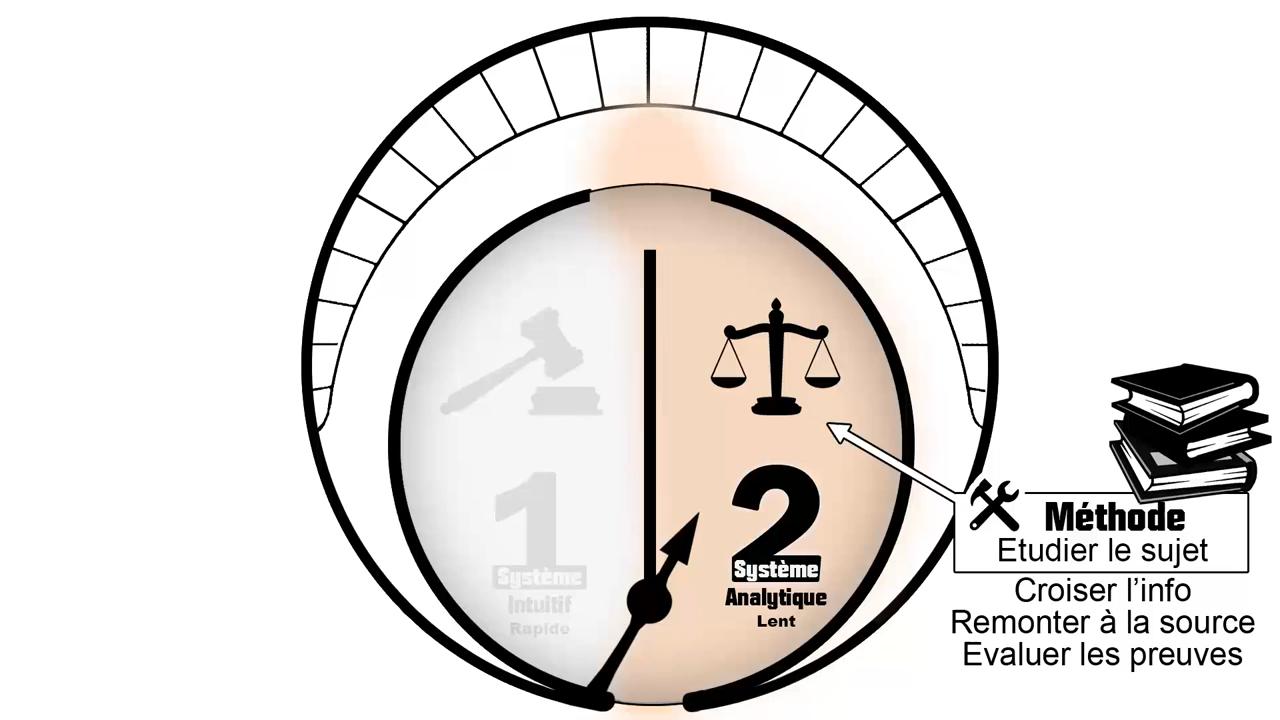 1
Système
Intuitif
Rapide
2
Système
Analytique
Lent
Méthode
Etudier le sujet
Croiser l’info
Remonter à la source
Evaluer les preuves